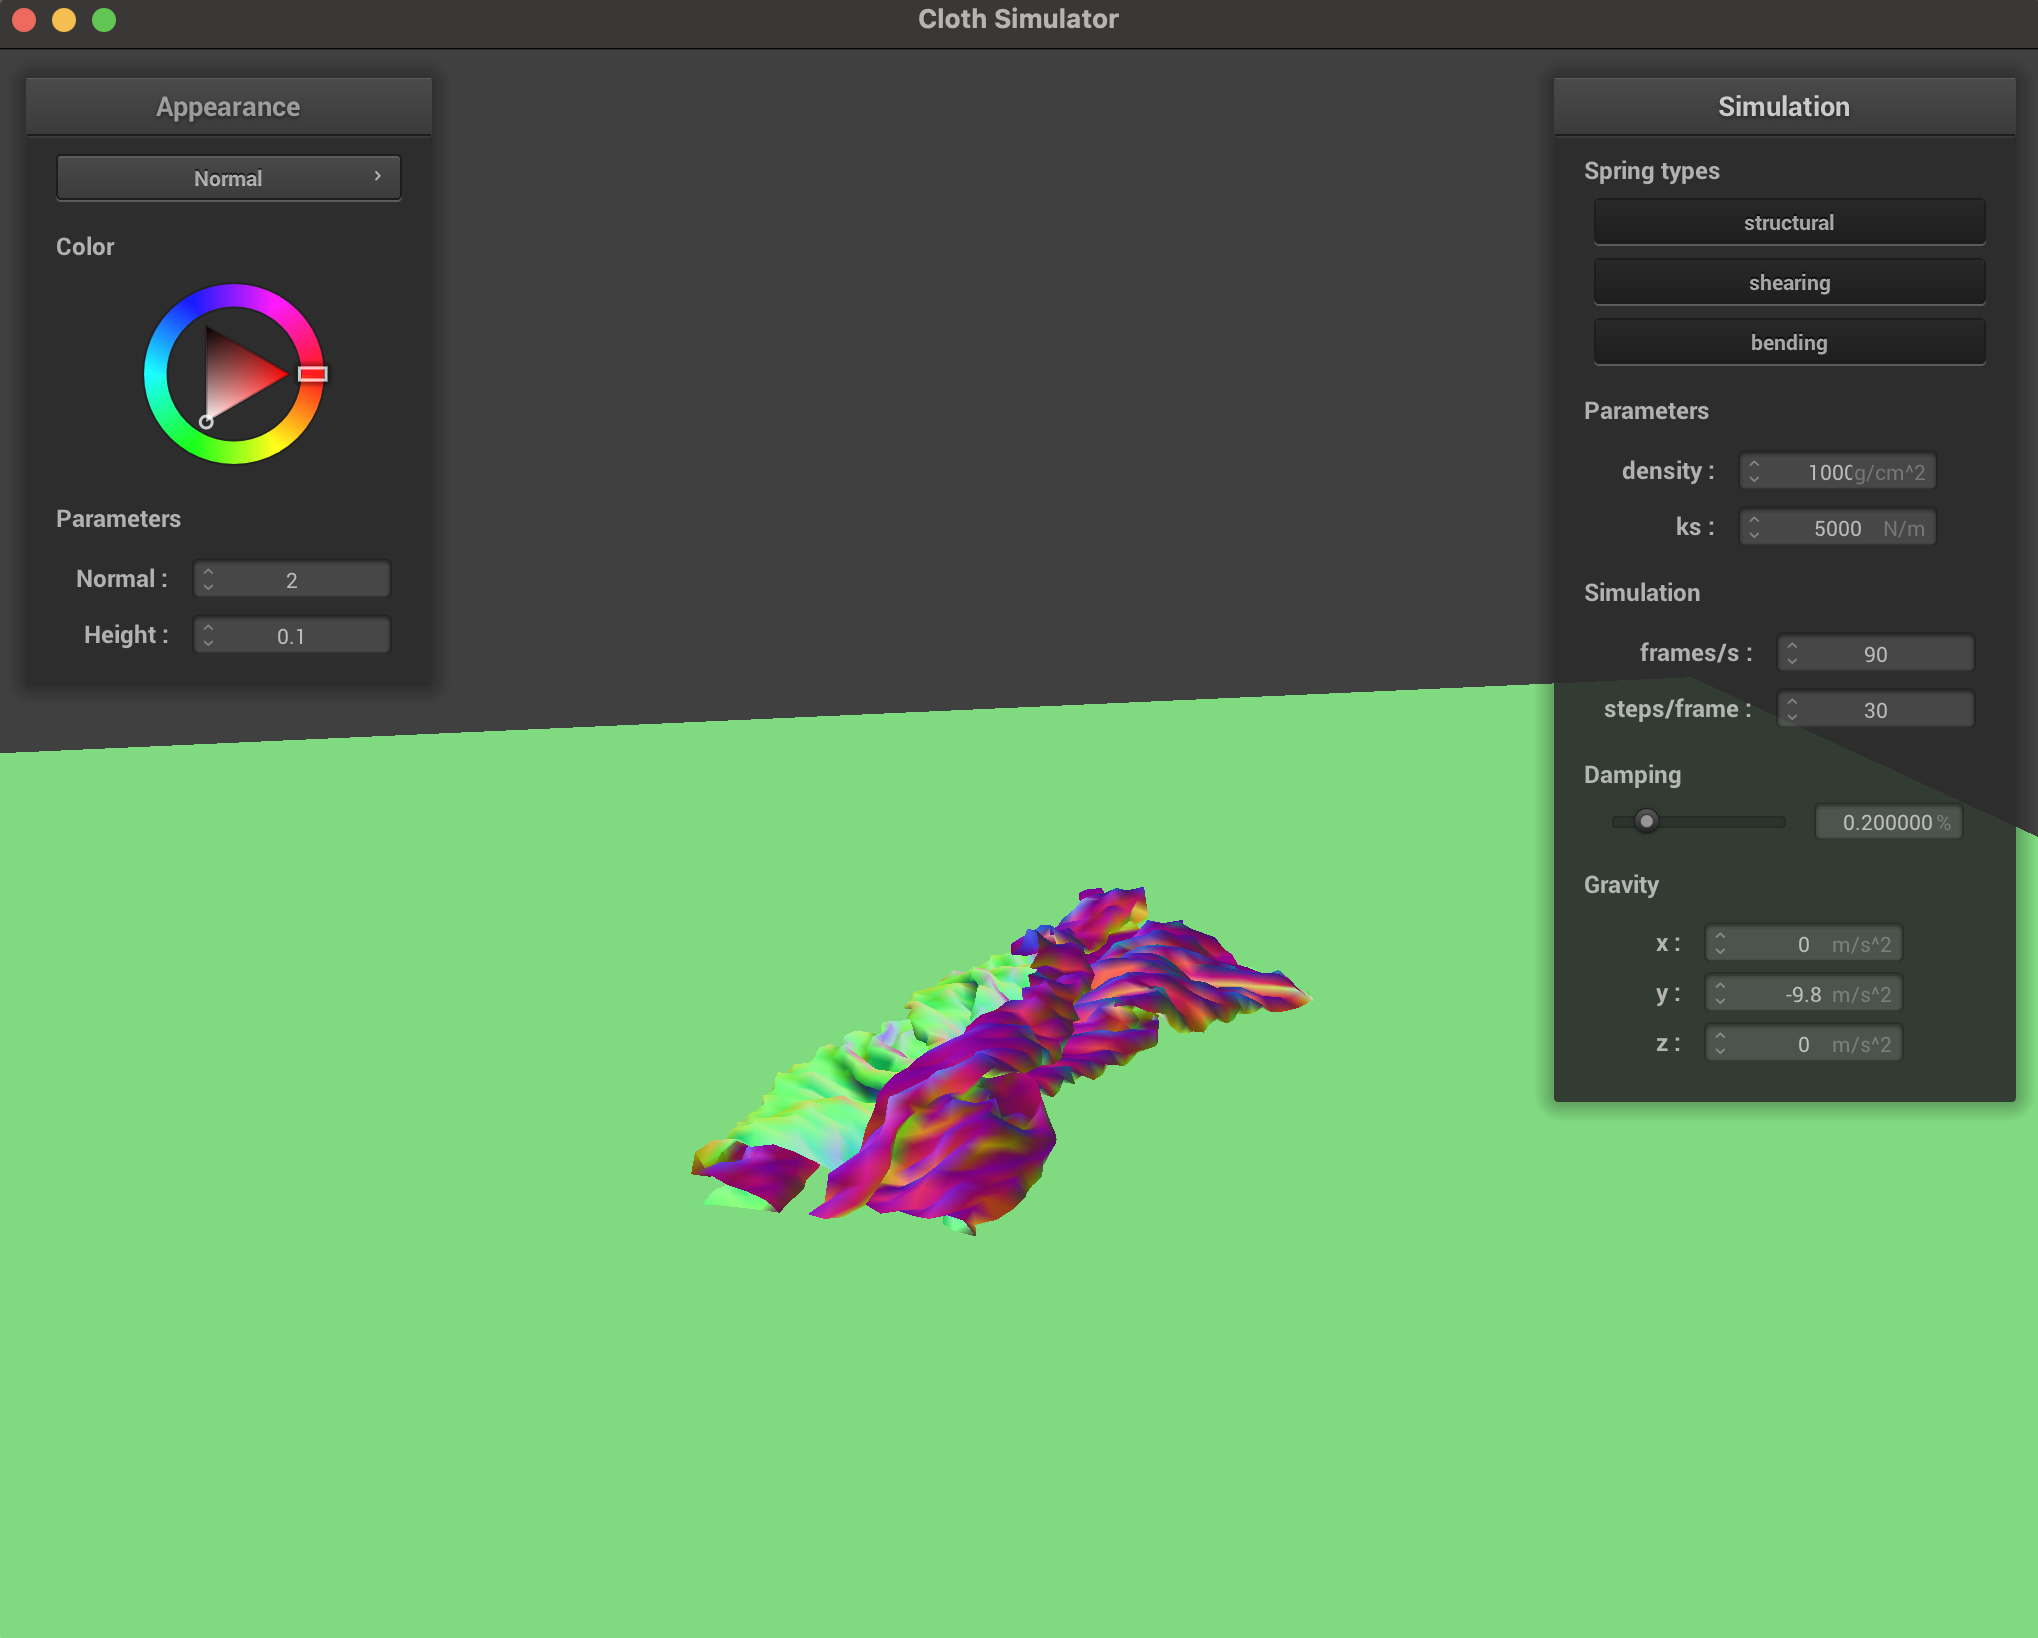 Cloth Simulator
Appearance
Normal
Color
Parameters
Normal : 2
Height : 0.1
Simulation
Spring types
structural
shearing
bending
Parameters
density : 1000 g/cm^2
ks : 5000 N/m
Simulation
frames/s : 90
steps/frame : 30
Damping
0.200000 %
Gravity
x : 0 m/s^2
y : -9.8 m/s^2
z : 0 m/s^2